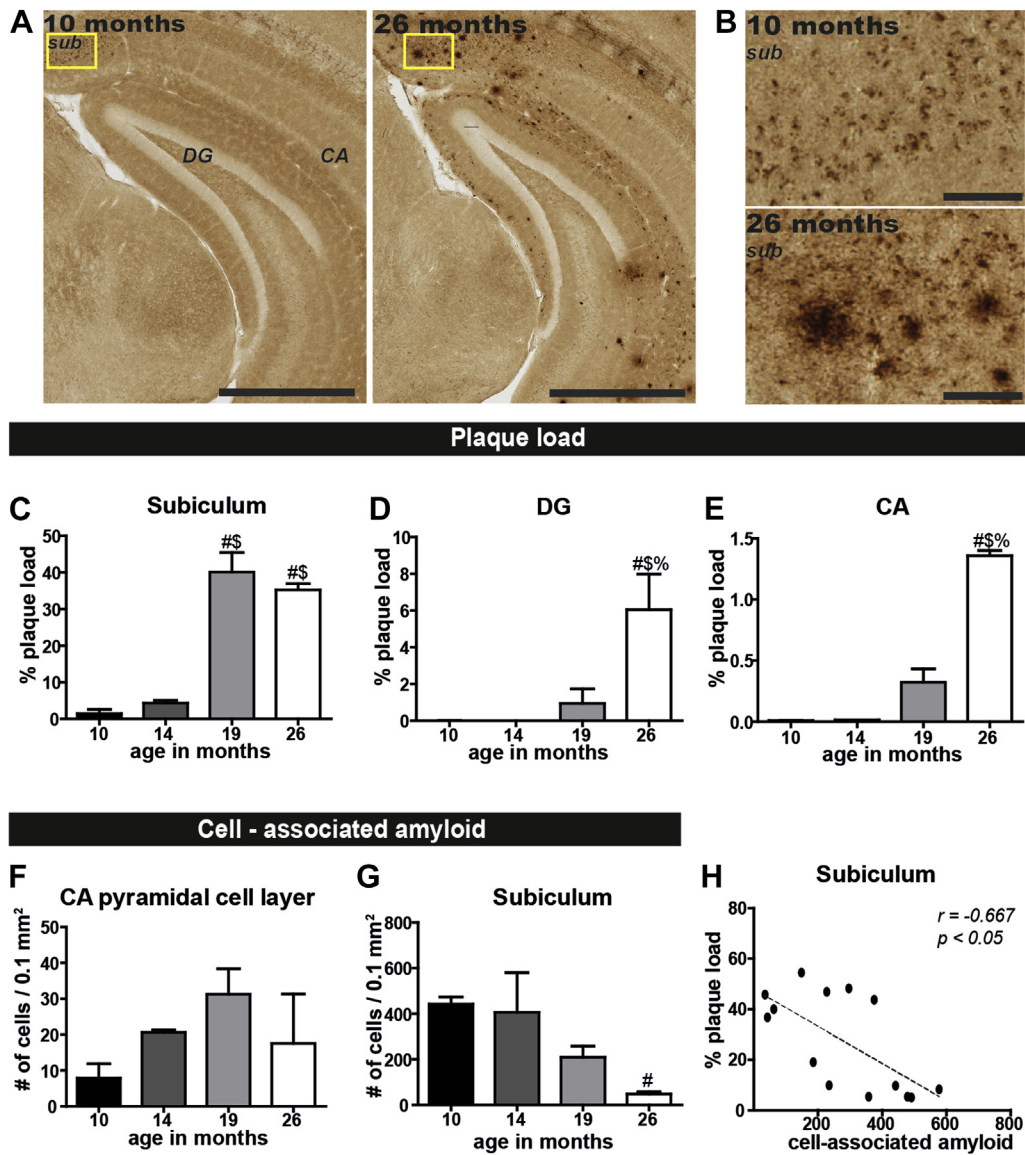 A
10 months
sub
DG
CA
26 months
B
10 months
sub
26 months
sub
Plaque load
C
Subiculum
% plaque load
50
40
30
20
10
0
#$
#$
10 14 19 26
age in months
D
DG
% plaque load
10
8
6
4
2
0
#$%
10 14 19 26
age in months
E
CA
% plaque load
1.5
1.0
0.5
0.0
#$%
10 14 19 26
age in months
Cell - associated amyloid
F
CA pyramidal cell layer
# of cells / 0.1 mm²
50
40
30
20
10
0
10 14 19 26
age in months
G
Subiculum
# of cells / 0.1 mm²
800
600
400
200
0
#
10 14 19 26
age in months
H
Subiculum
r = -0.667
p < 0.05
% plaque load
80
60
40
20
0
200 400 600 800
cell-associated amyloid